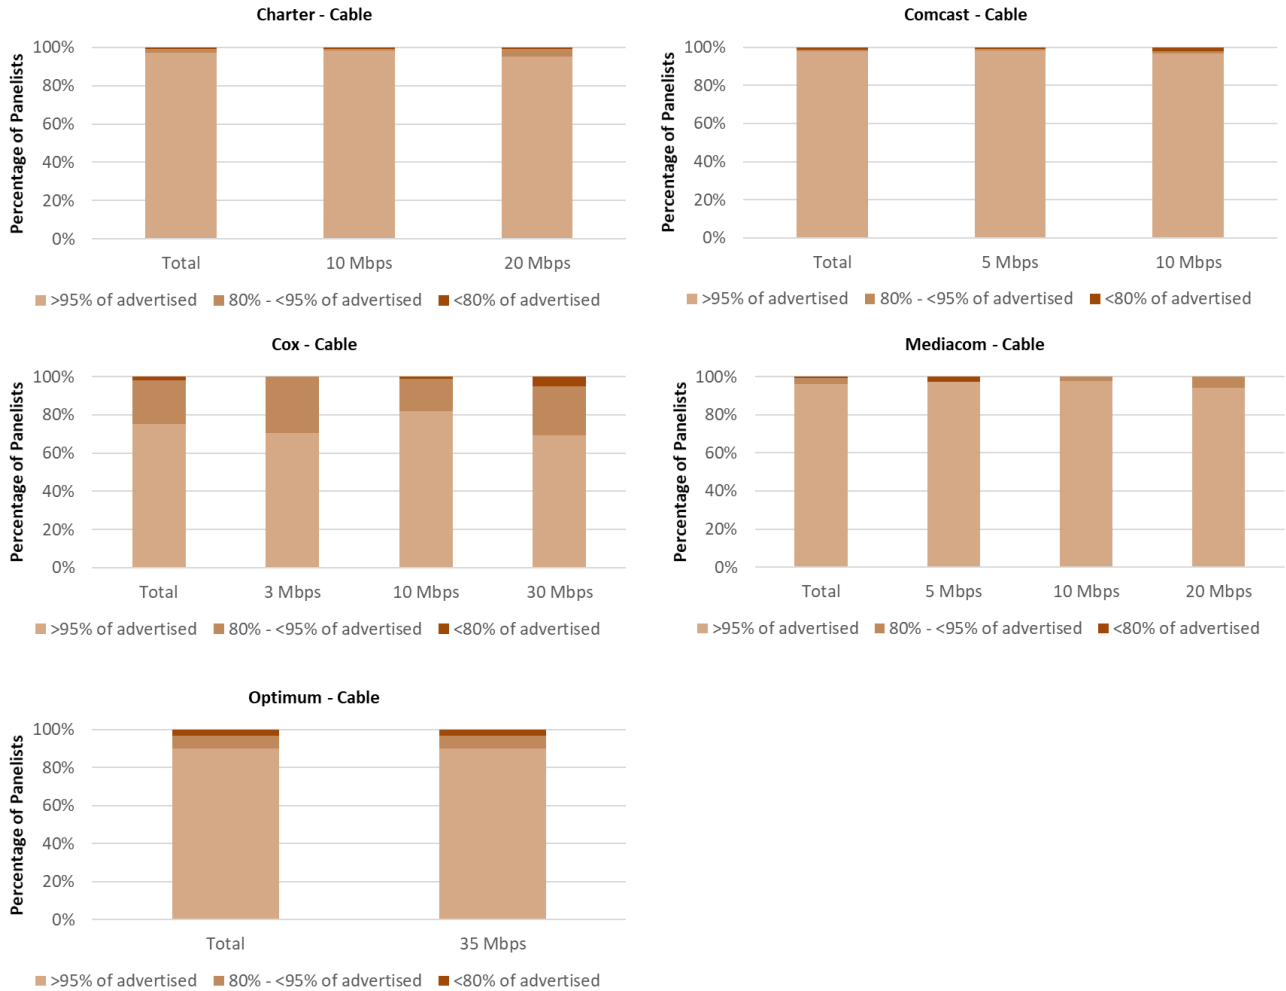 Charter - Cable
Percentage of Panelists
100%
80%
60%
40%
20%
0%
Total 10 Mbps 20 Mbps
>95% of advertised 80% - <95% of advertised <80% of advertised
Comcast - Cable
Percentage of Panelists
100%
80%
60%
40%
20%
0%
Total 5 Mbps 10 Mbps
>95% of advertised 80% - <95% of advertised <80% of advertised
Cox - Cable
Percentage of Panelists
100%
80%
60%
40%
20%
0%
Total 3 Mbps 10 Mbps 30 Mbps
>95% of advertised 80% - <95% of advertised <80% of advertised
Mediacom - Cable
Percentage of Panelists
100%
80%
60%
40%
20%
0%
Total 5 Mbps 10 Mbps 20 Mbps
>95% of advertised 80% - <95% of advertised <80% of advertised
Optimum - Cable
Percentage of Panelists
100%
80%
60%
40%
20%
0%
Total 35 Mbps
>95% of advertised 80% - <95% of advertised <80% of advertised